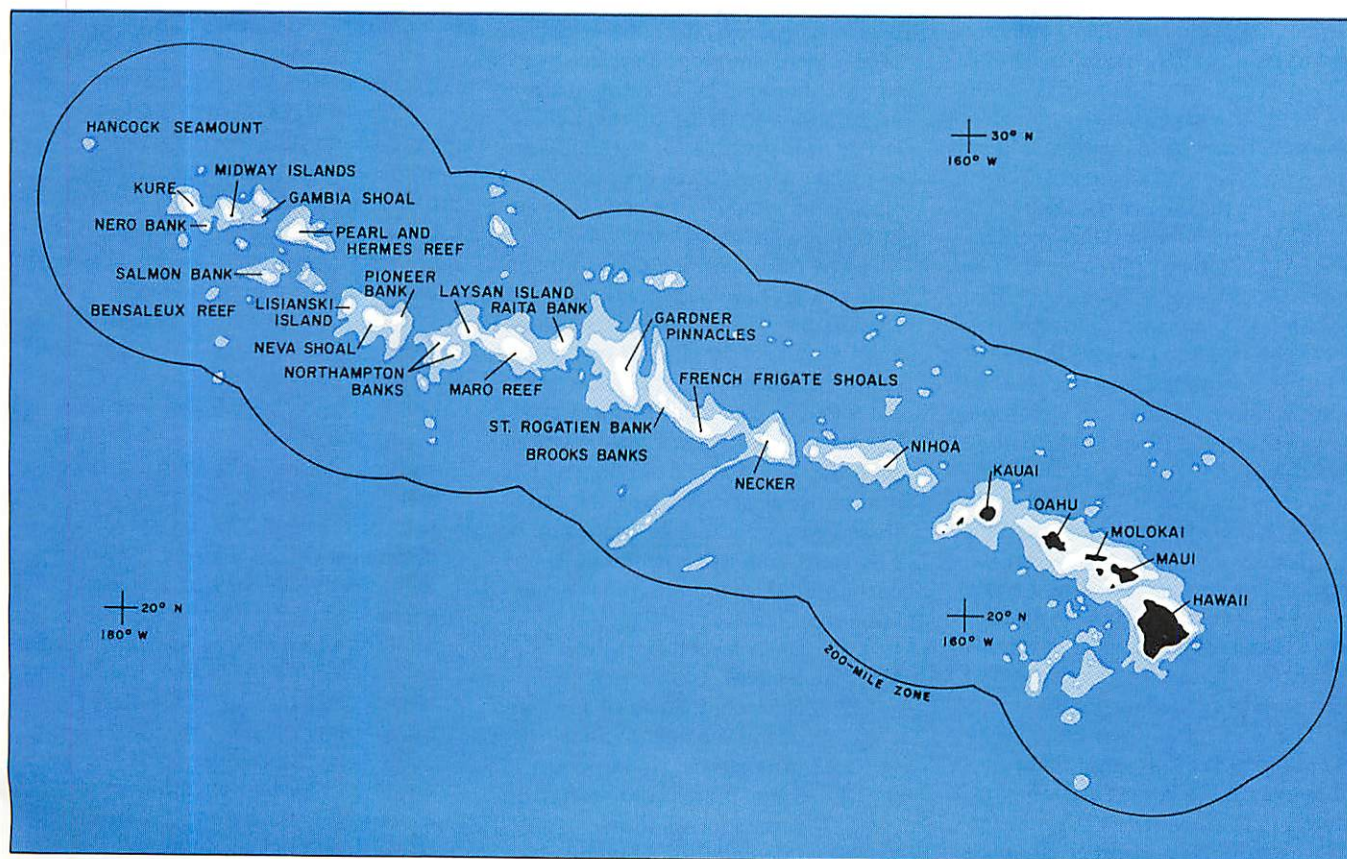 HANCOCK SEAMOUNT
30° N
160° W
MIDWAY ISLANDS
KURE
GAMBIA SHOAL
NERO BANK
PEARL AND
HERMES REEF
SALMON BANK
PIONEER
BANK
LAYSAN ISLAND
RAITA BANK
BENSALEUX REEF
LISIANSKI
ISLAND
GARDNER
PINNACLES
NEVA SHOAL
NORTHAMPTON
BANKS
MARO REEF
FRENCH FRIGATE SHOALS
ST. ROGATIEN BANK
BROOKS BANKS
NECKER
NIHOA
KAUAI
OAHU
MOLOKAI
MAUI
HAWAII
20° N
180° W
20° N
160° W
200-MILE ZONE